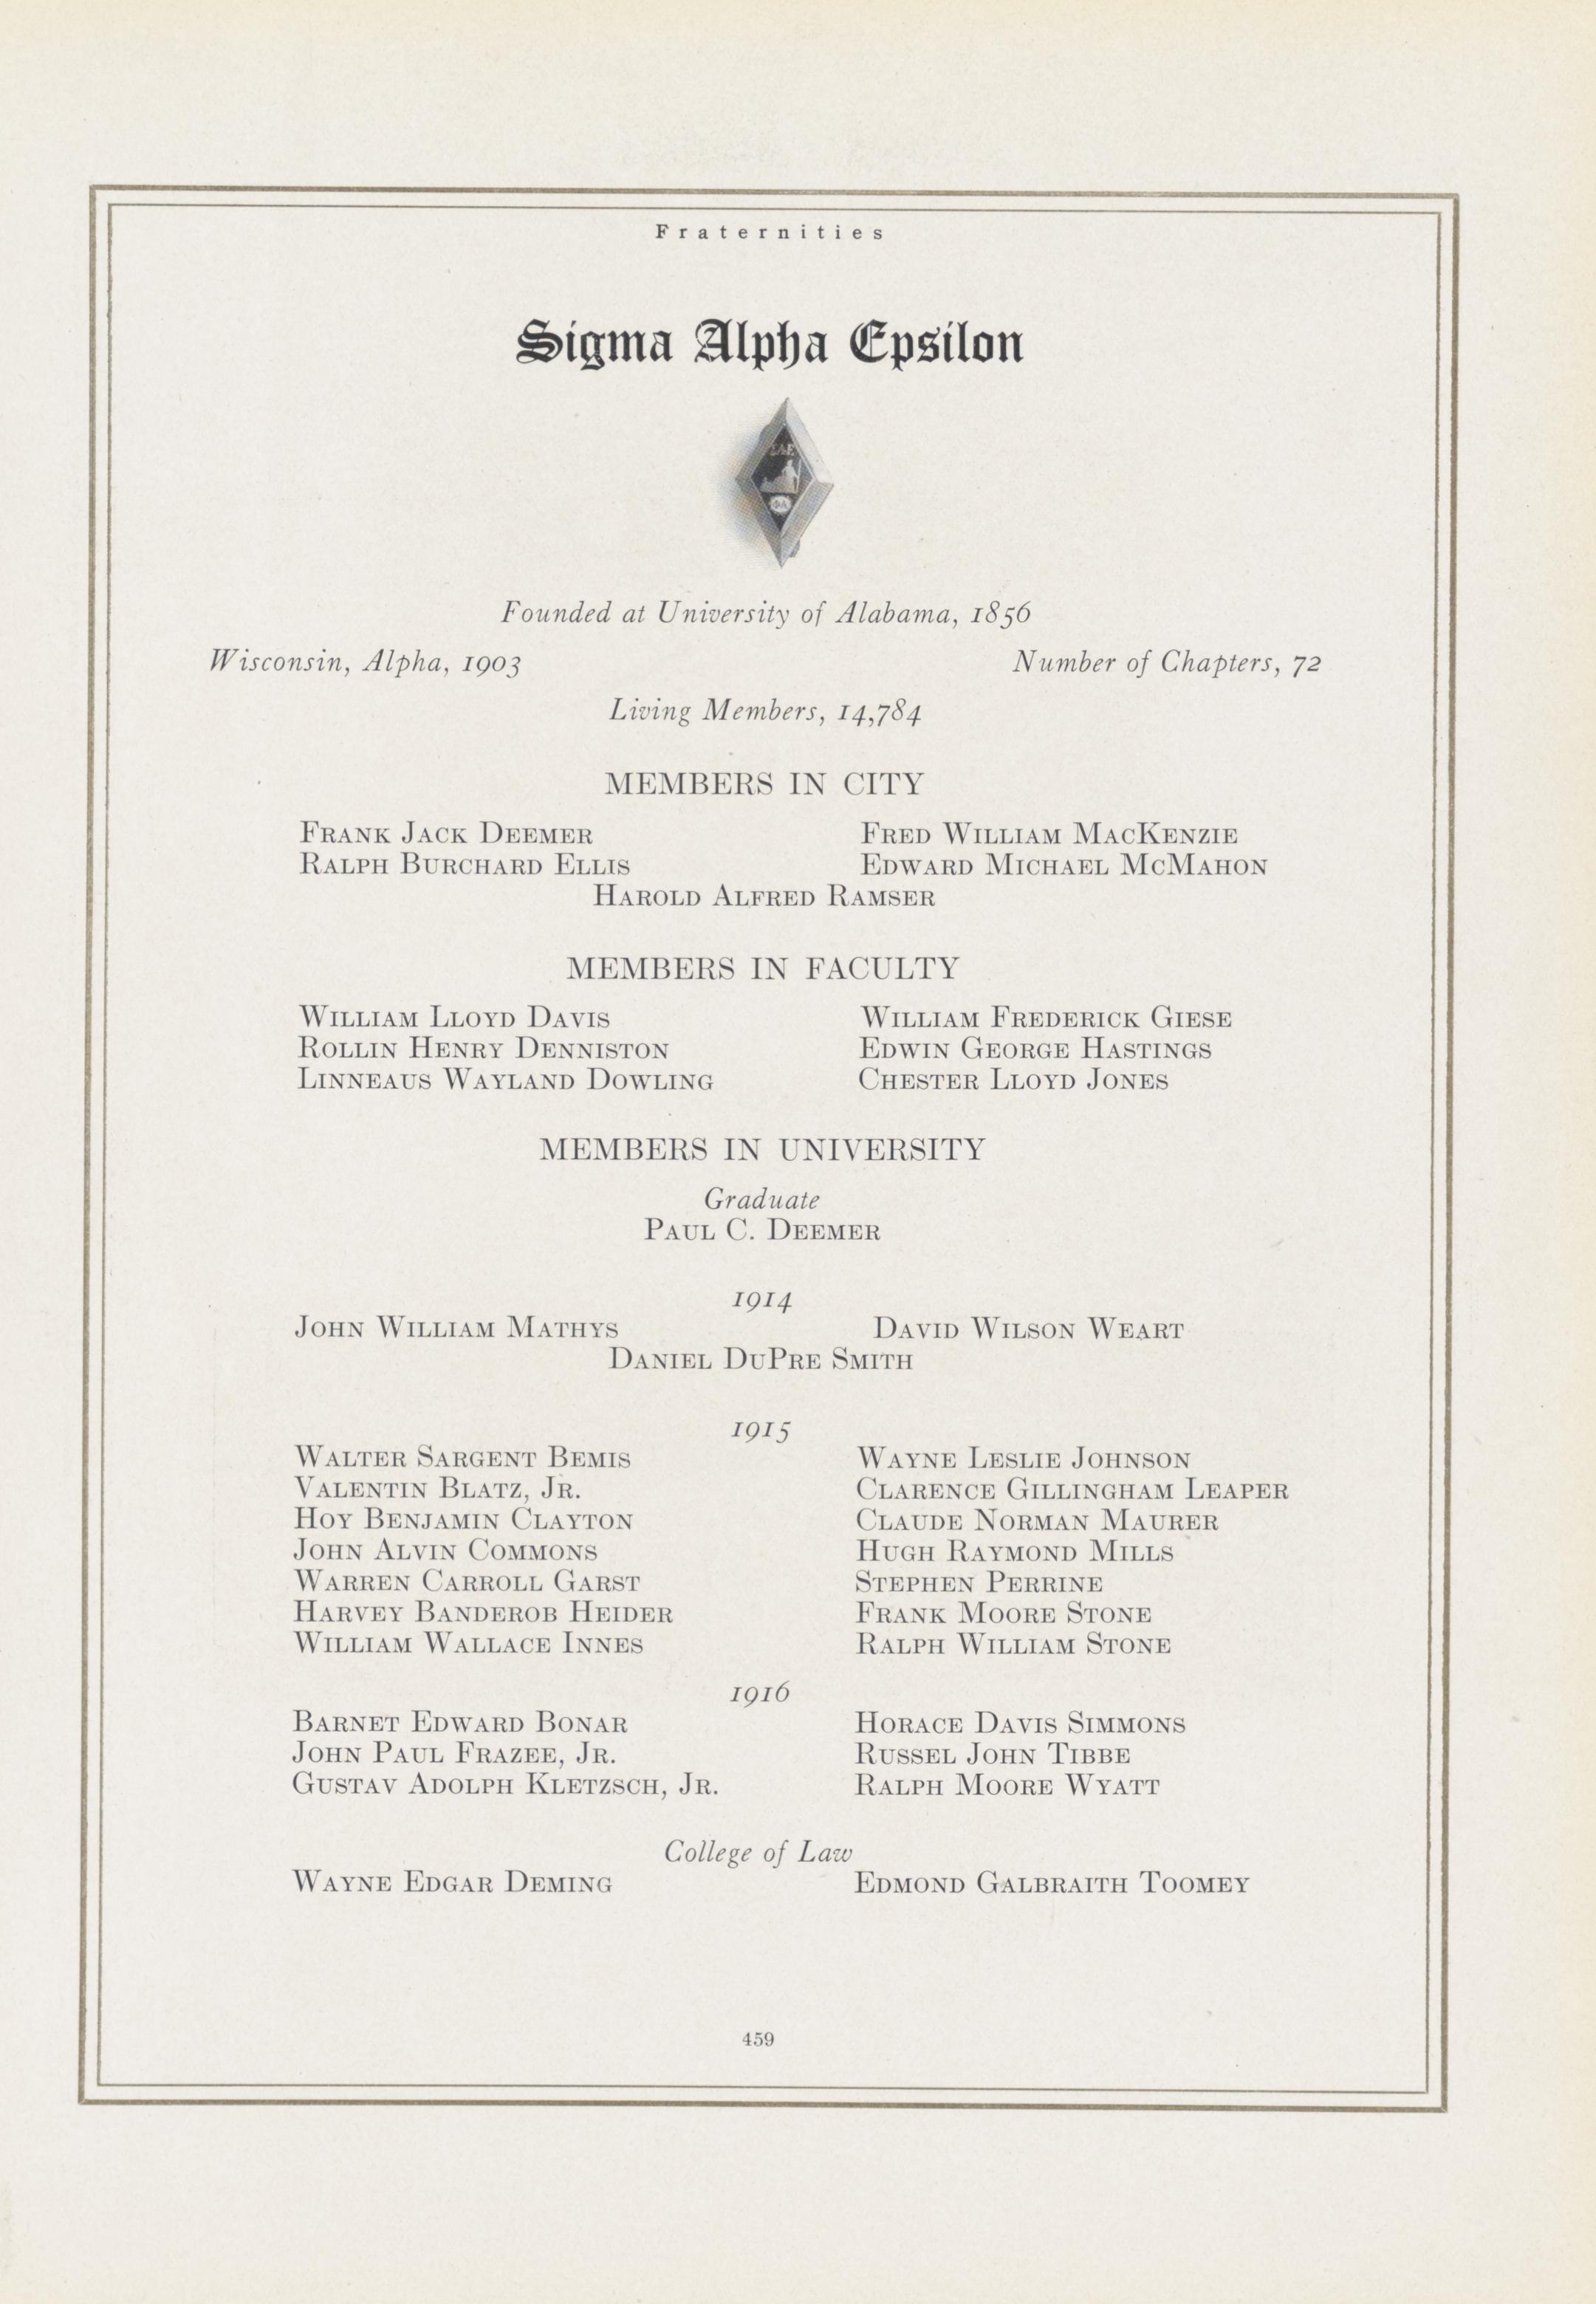 Fraternities
Sigma Alpha Epsilon
ΣΑΕ
ΦΑ
Founded at University of Alabama, 1856
Wisconsin, Alpha, 1903 Number of Chapters, 72
Living Members, 14,784
MEMBERS IN CITY
FRANK JACK DEEMER FRED WILLIAM MACKENZIE
RALPH BURCHARD ELLIS EDWARD MICHAEL MCMAHON
HAROLD ALFRED RAMSER
MEMBERS IN FACULTY
WILLIAM LLOYD DAVIS WILLIAM FREDERICK GIESE
ROLLIN HENRY DENNISTON EDWIN GEORGE HASTINGS
LINNEAUS WAYLAND DOWLING CHESTER LLOYD JONES
MEMBERS IN UNIVERSITY
Graduate
PAUL C. DEEMER
1914
JOHN WILLIAM MATHYS DAVID WILSON WEART
DANIEL DUPRE SMITH
1915
WALTER SARGENT BEMIS WAYNE LESLIE JOHNSON
VALENTIN BLATZ, JR. CLARENCE GILLINGHAM LEAPER
HOY BENJAMIN CLAYTON CLAUDE NORMAN MAURER
JOHN ALVIN COMMONS HUGH RAYMOND MILLS
WARREN CARROLL GARST STEPHEN PERRINE
HARVEY BANDEROB HEIDER FRANK MOORE STONE
WILLIAM WALLACE INNES RALPH WILLIAM STONE
1916
BARNET EDWARD BONAR HORACE DAVIS SIMMONS
JOHN PAUL FRAZEE, JR. RUSSEL JOHN TIBBE
GUSTAV ADOLPH KLETZSCH, JR. RALPH MOORE WYATT
College of Law
WAYNE EDGAR DEMING EDMOND GALBRAITH TOOMEY
459